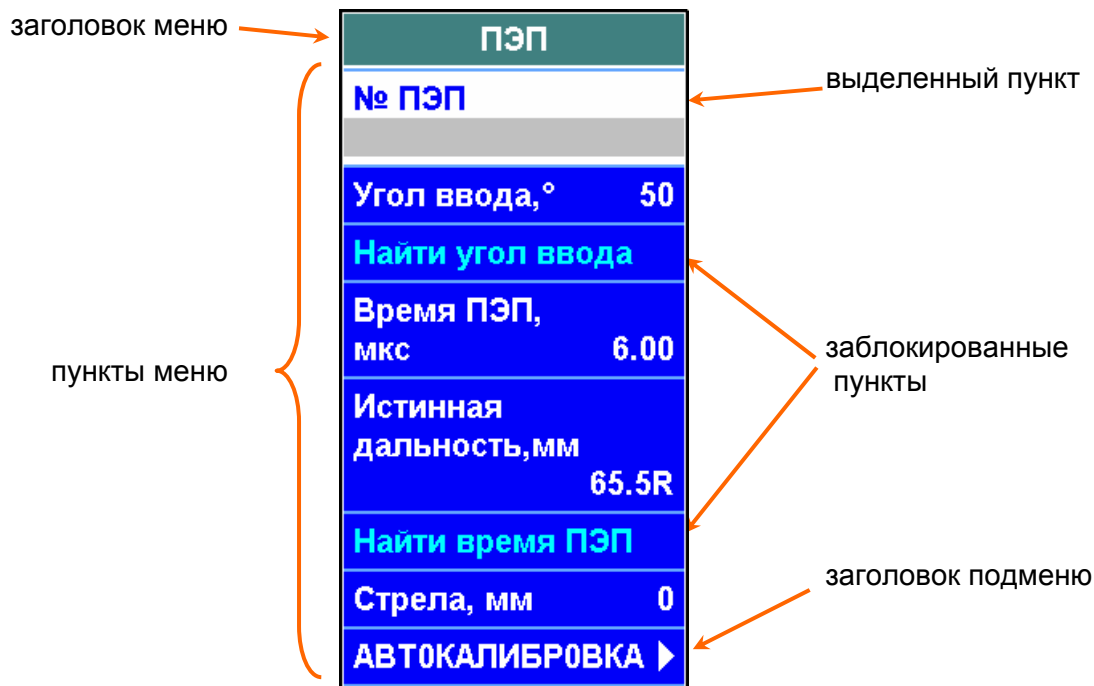 заголовок меню
ПЭП
выделенный пункт
№ ПЭП
Угол ввода,° 50
Найти угол ввода
Время ПЭП,
мкс 6.00
заблокированные
пункты
пункты меню
Истинная
дальность,мм
65.5R
Найти время ПЭП
заголовок подменю
Стрела, мм 0
АВТ0КАЛИБР0ВКА